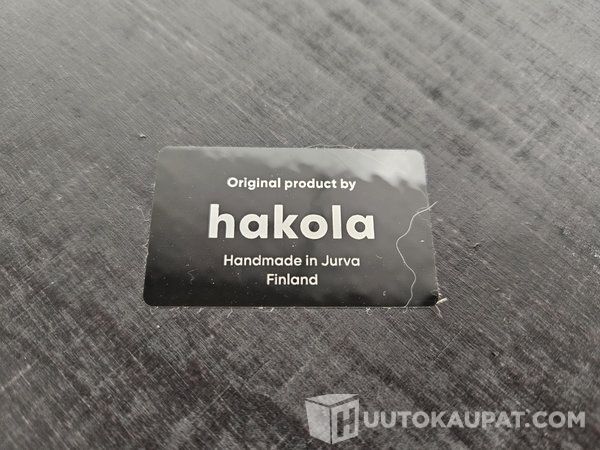 Original product by
hakola
Handmade in Jurva
Finland
HUUTOKAUPAT.COM